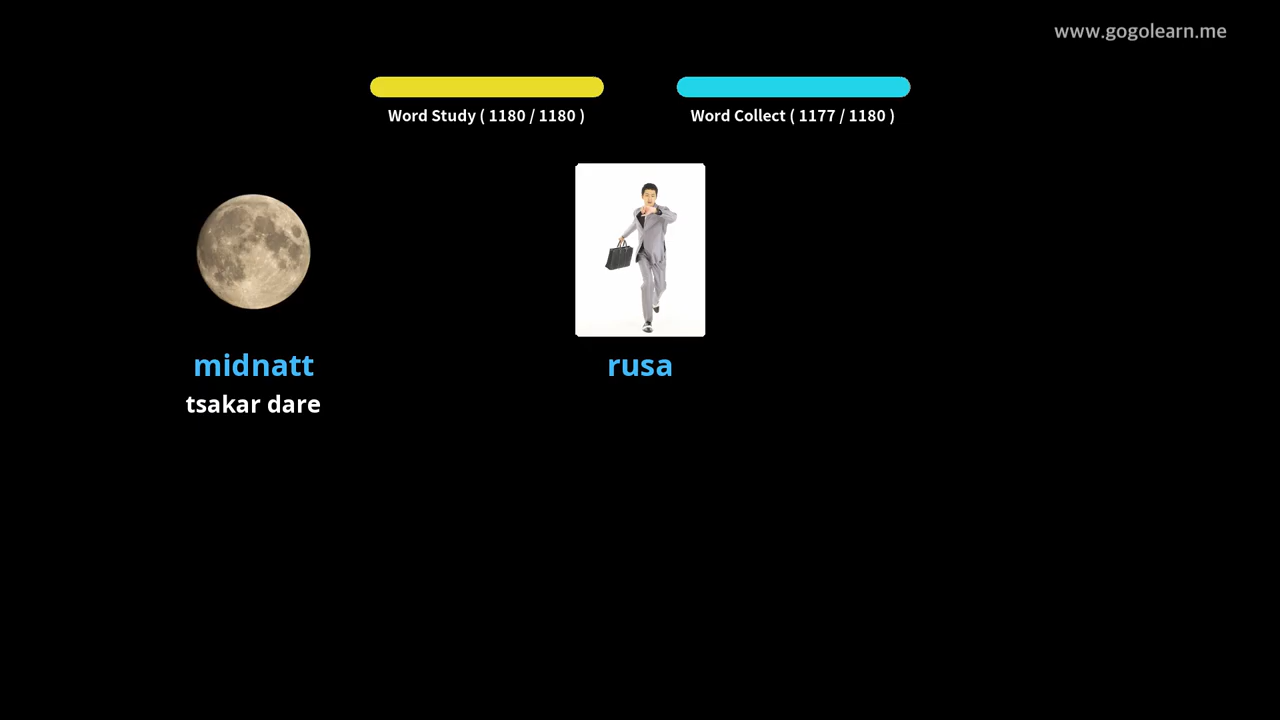 www.gogolearn.me
Word Study ( 1180 / 1180 )
Word Collect ( 1177 / 1180 )
midnatt
tsakar dare
rusa